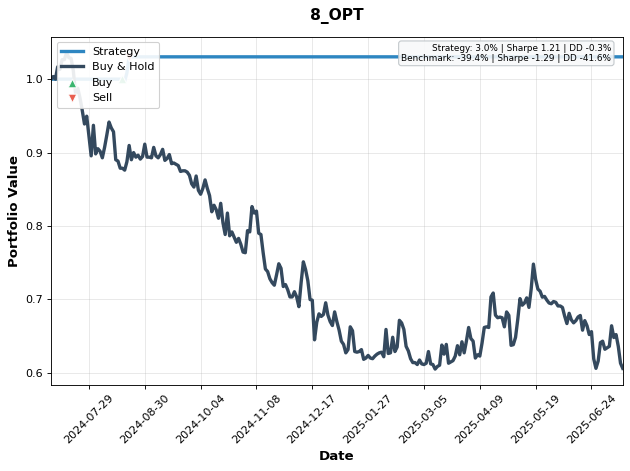 8_OPT
Strategy
Buy & Hold
Buy
Sell
Strategy: 3.0% | Sharpe 1.21 | DD -0.3%
Benchmark: -39.4% | Sharpe -1.29 | DD -41.6%
Portfolio Value
1.0
0.9
0.8
0.7
0.6
2024-07-29
2024-08-30
2024-10-04
2024-11-08
2024-12-17
2025-01-27
2025-03-05
2025-04-09
2025-05-19
2025-06-24
Date